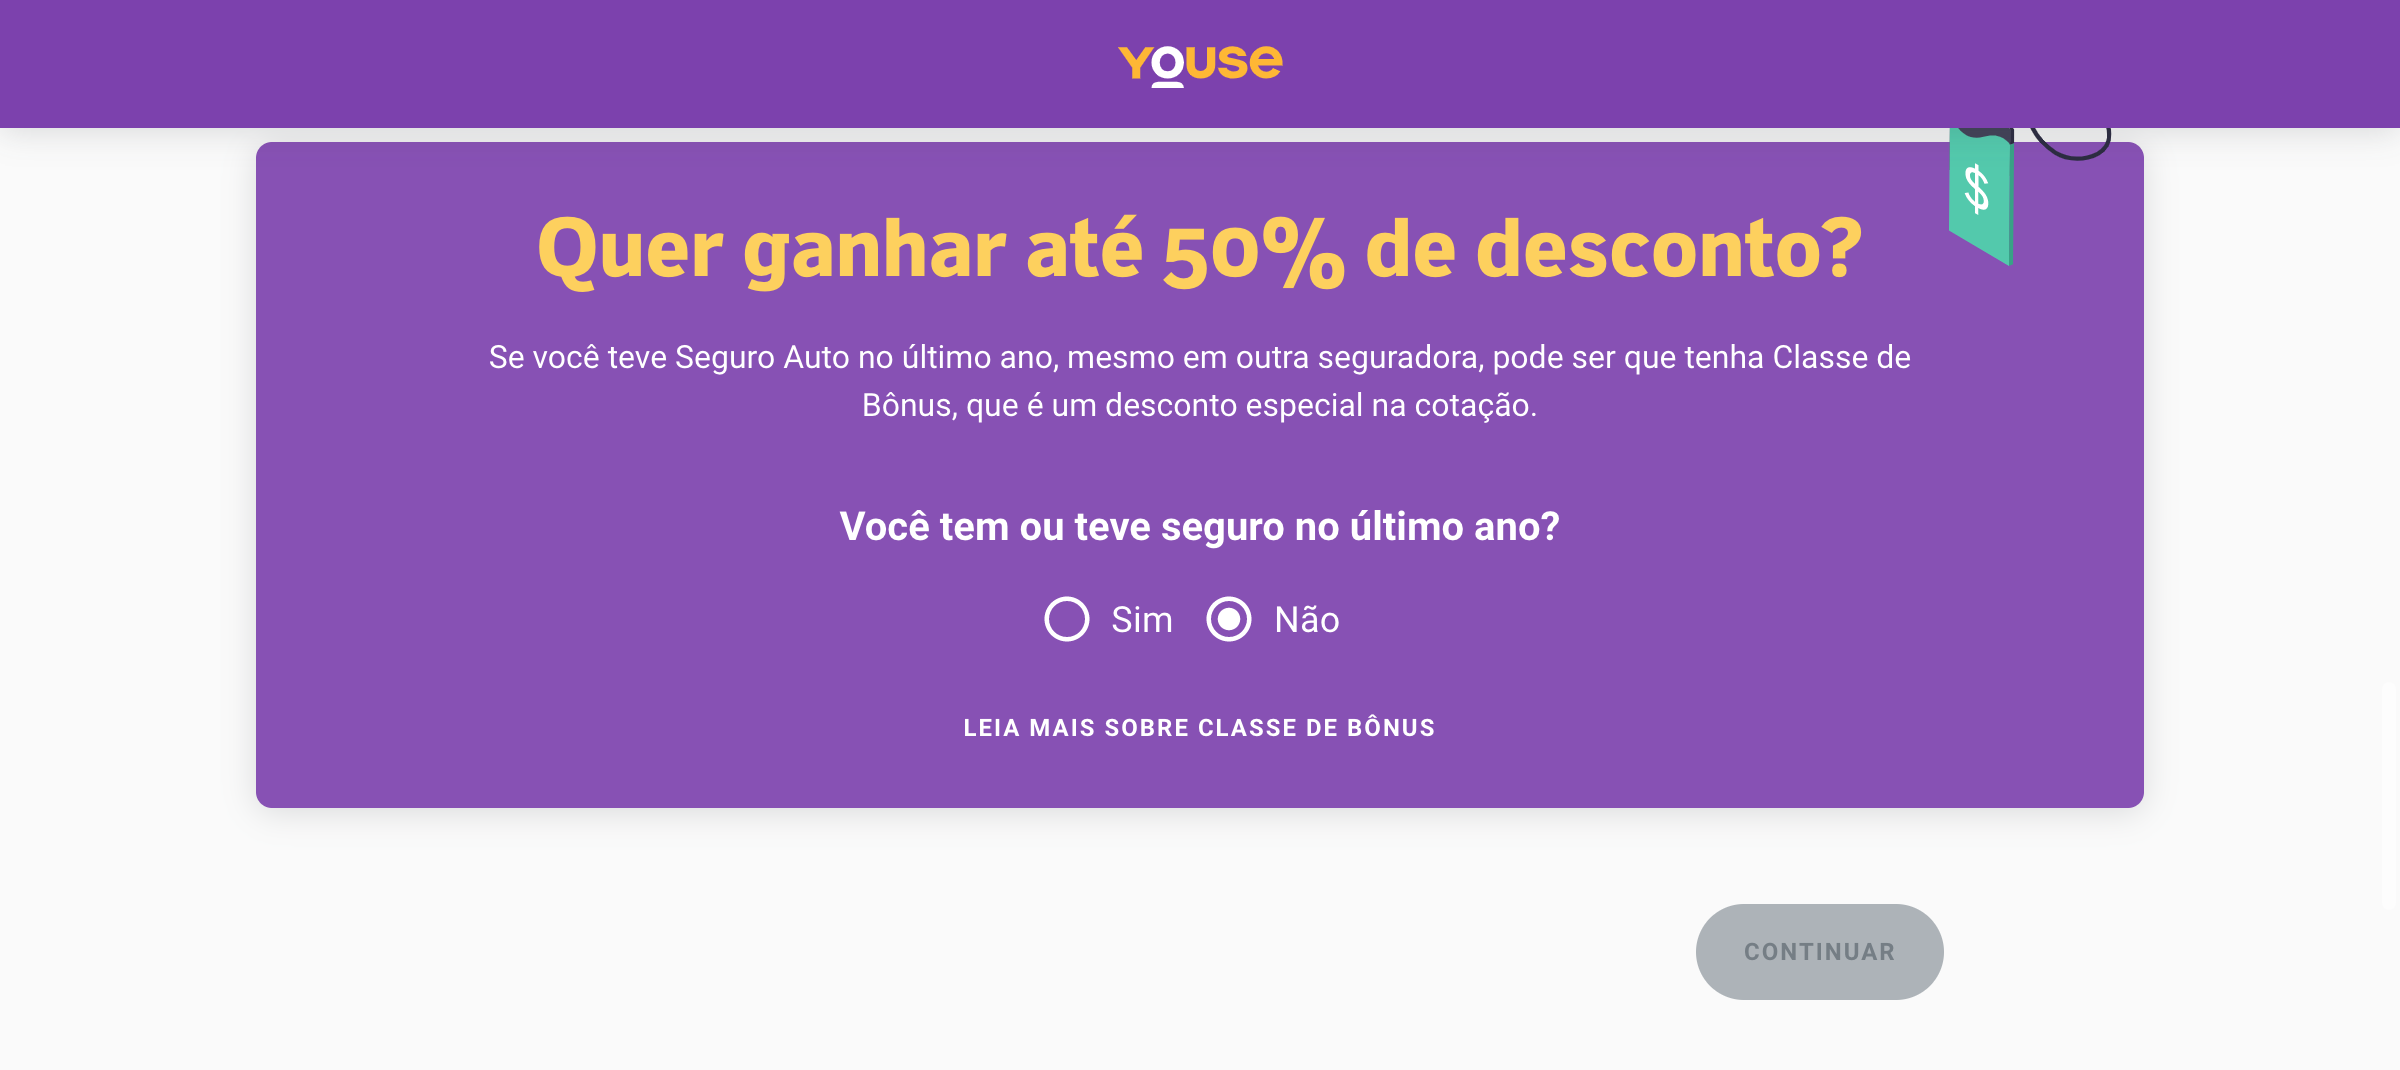 YOUSE
$
Quer ganhar até 50% de desconto?
Se você teve Seguro Auto no último ano, mesmo em outra seguradora, pode ser que tenha Classe de
Bônus, que é um desconto especial na cotação.
Você tem ou teve seguro no último ano?
Sim Não
LEIA MAIS SOBRE CLASSE DE BÔNUS
CONTINUAR